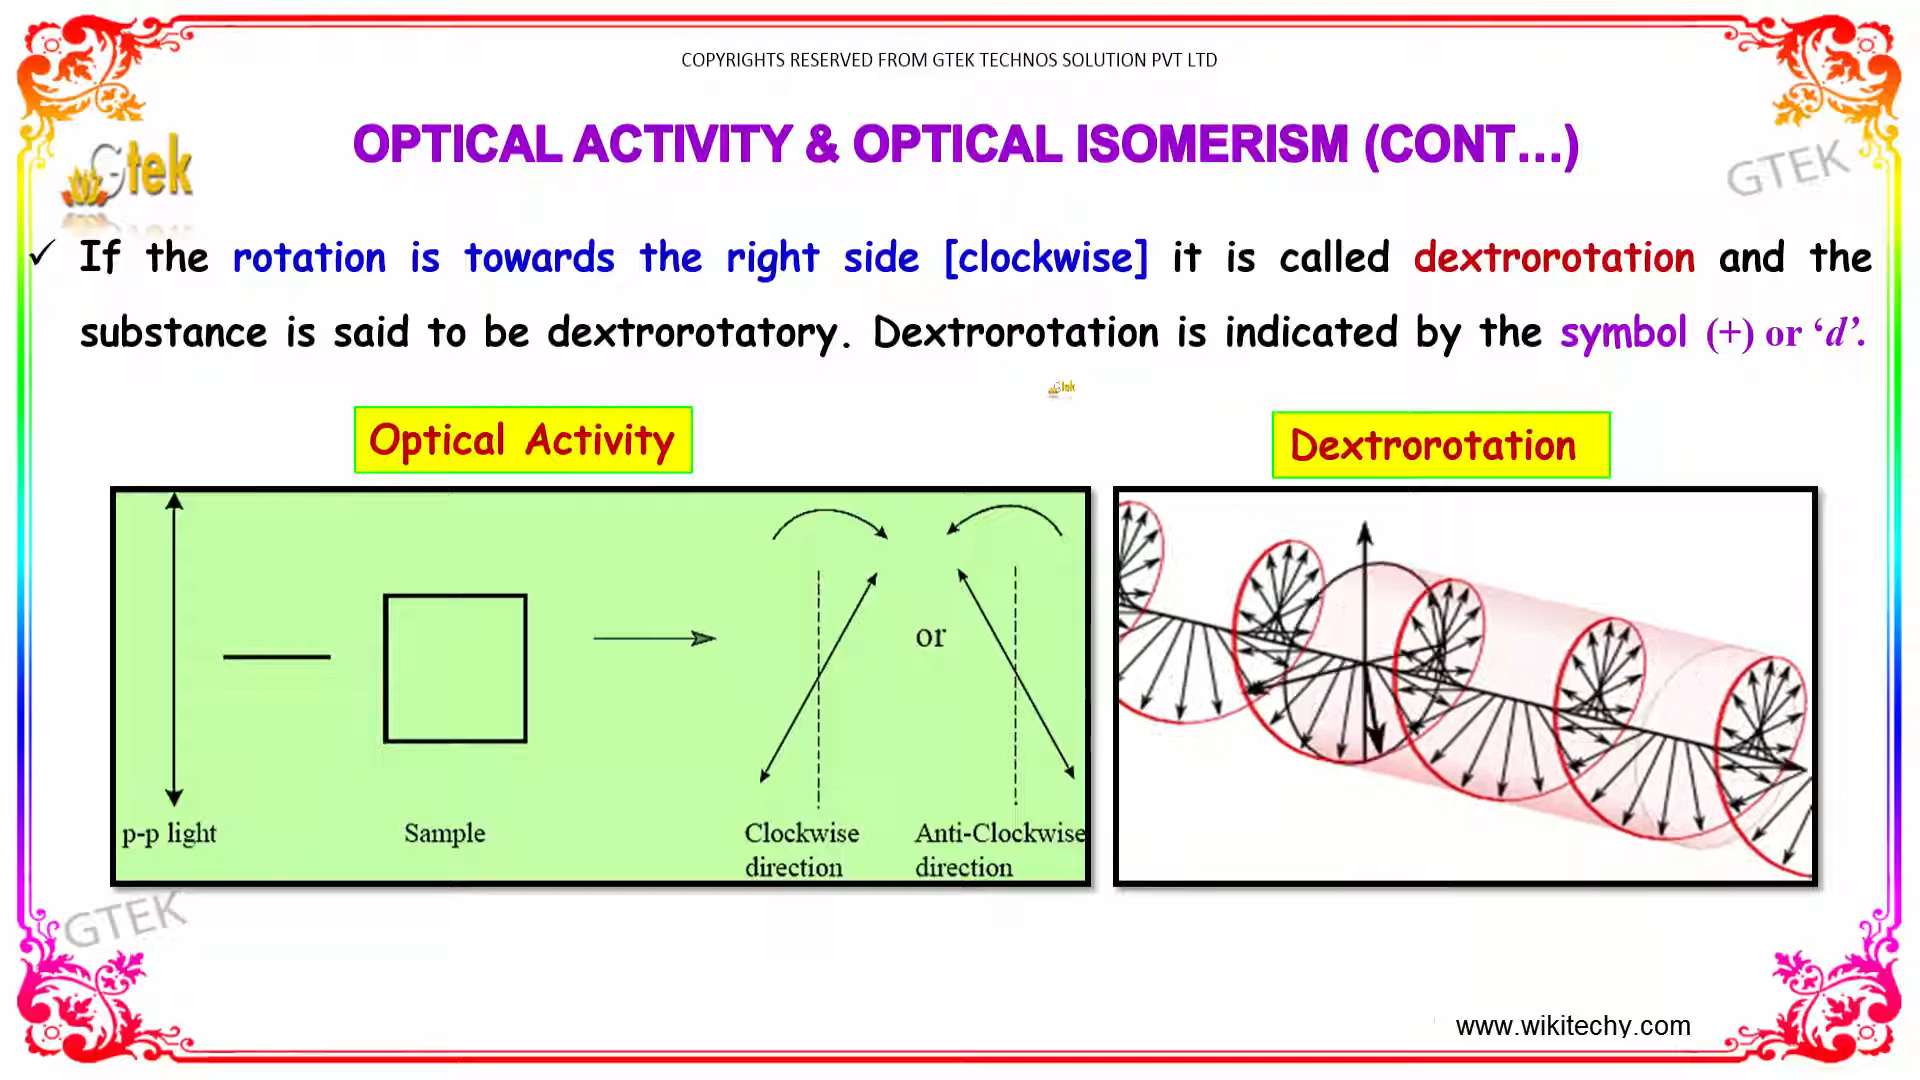 COPYRIGHTS RESERVED FROM GTEK TECHNOS SOLUTION PVT LTD
OPTICAL ACTIVITY & OPTICAL ISOMERISM (CONT...)
Gtek
GTEK
✓ If the rotation is towards the right side [clockwise] it is called dextrorotation and the
substance is said to be dextrorotatory. Dextrorotation is indicated by the symbol (+) or ‘d’.
Gtek
Optical Activity
Dextrorotation
or
p-p light
Sample
Clockwise
direction
Anti-Clockwise
direction
GTEK
www.wikitechy.com